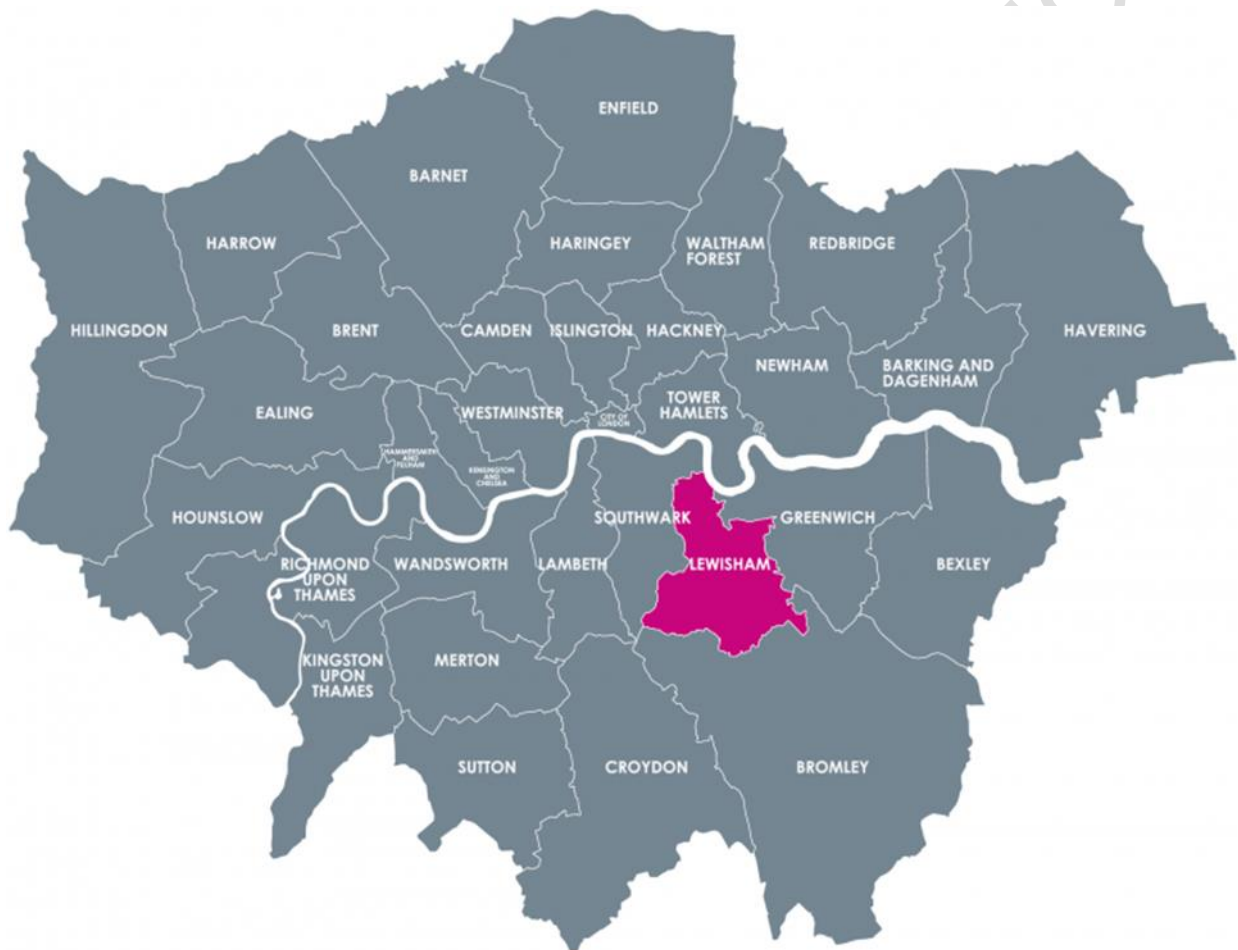 ENFIELD
BARNET
HARROW
HARINGEY
WALTHAM
FOREST
REDBRIDGE
HILLINGDON
BRENT
CAMDEN
ISLINGTON
HACKNEY
HAVERING
NEWHAM
BARKING AND
DAGENHAM
EALING
WESTMINSTER
CITY OF
LONDON
TOWER
HAMLETS
HAMMERSMITH
AND
FULHAM
KENSINGTON
AND
CHELSEA
HOUNSLOW
SOUTHWARK
GREENWICH
RICHMOND
UPON
THAMES
WANDSWORTH
LAMBETH
LEWISHAM
BEXLEY
KINGSTON
UPON
THAMES
MERTON
SUTTON
CROYDON
BROMLEY